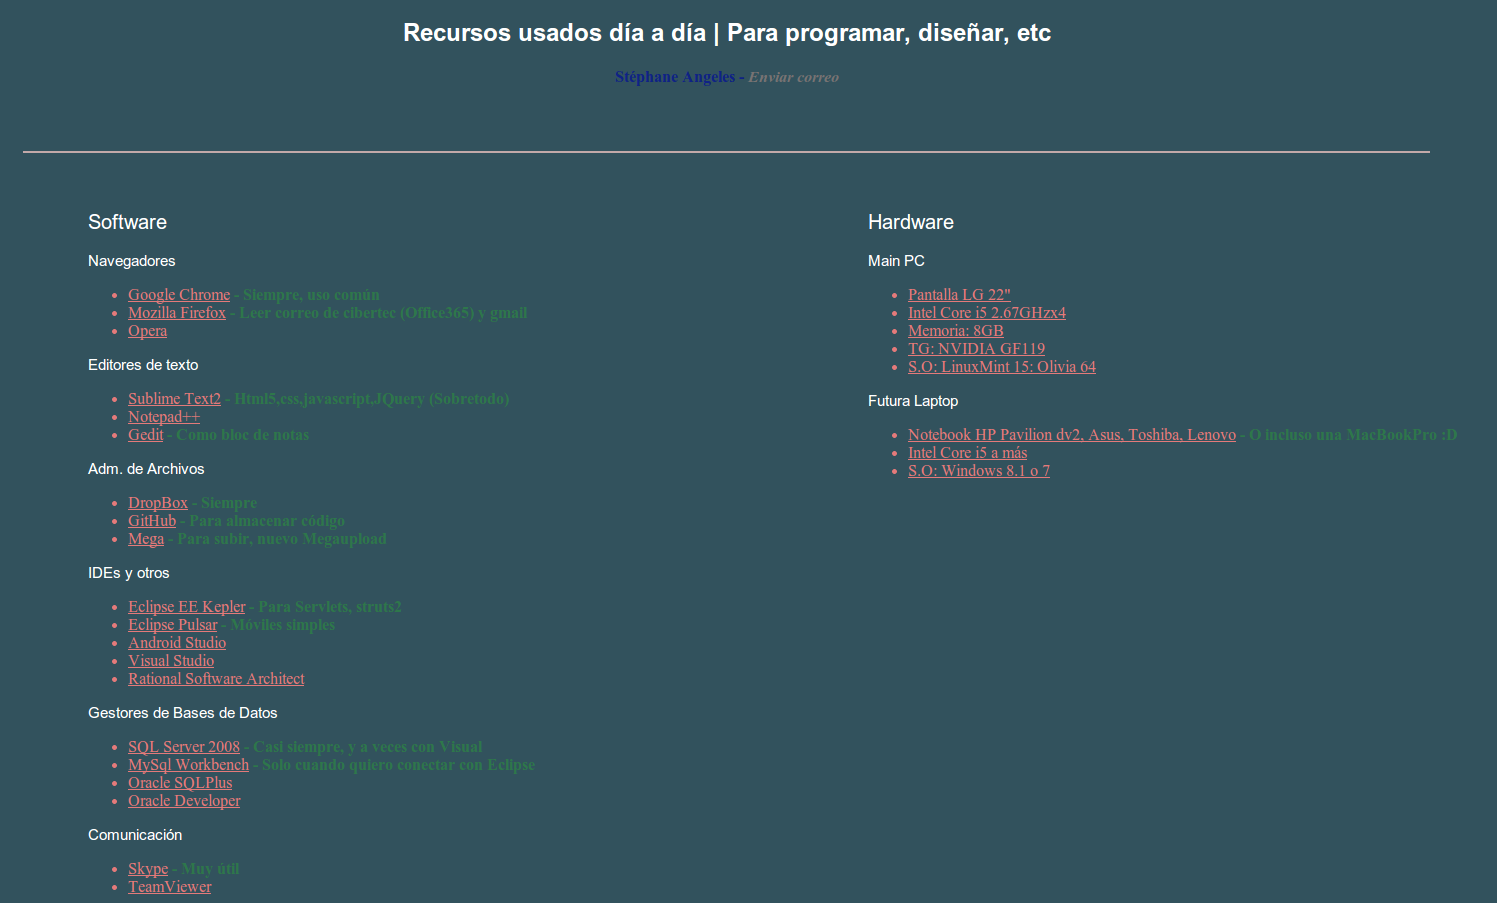 Recursos usados día a día | Para programar, diseñar, etc
Stéphane Angeles - Enviar correo
Software
Navegadores
Google Chrome - Siempre, uso común
Mozilla Firefox - Leer correo de cibertec (Office365) y gmail
Opera
Editores de texto
Sublime Text2 - Html5,css,javascript,JQuery (Sobretodo)
Notepad++
Gedit - Como bloc de notas
Adm. de Archivos
DropBox - Siempre
GitHub - Para almacenar código
Mega - Para subir, nuevo Megaupload
IDEs y otros
Eclipse EE Kepler - Para Servlets, struts2
Eclipse Pulsar - Móviles simples
Android Studio
Visual Studio
Rational Software Architect
Gestores de Bases de Datos
SQL Server 2008 - Casi siempre, y a veces con Visual
MySql Workbench - Solo cuando quiero conectar con Eclipse
Oracle SQLPlus
Oracle Developer
Comunicación
Skype - Muy útil
TeamViewer
Hardware
Main PC
Pantalla LG 22"
Intel Core i5 2.67GHzx4
Memoria: 8GB
TG: NVIDIA GF119
S.O: LinuxMint 15: Olivia 64
Futura Laptop
Notebook HP Pavilion dv2, Asus, Toshiba, Lenovo - O incluso una MacBookPro :D
Intel Core i5 a más
S.O: Windows 8.1 o 7